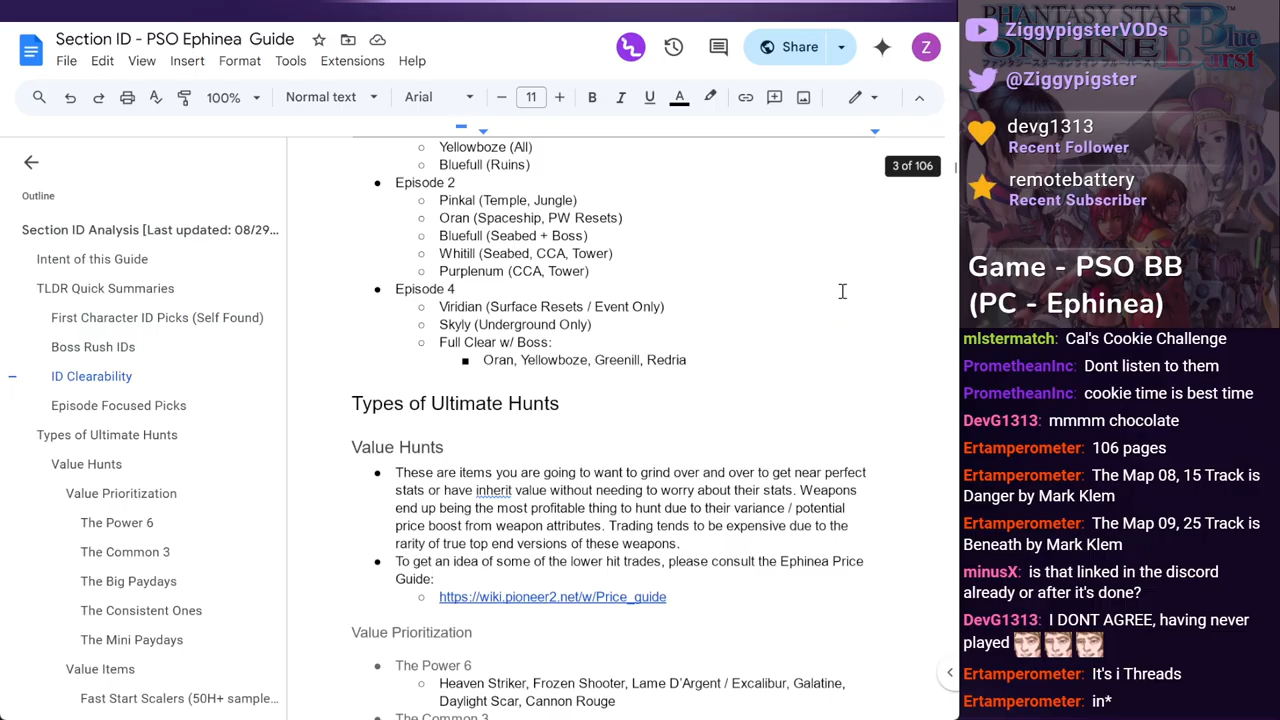 Section ID - PSO Ephinea Guide
File Edit View Insert Format Tools Extensions Help
Share
Z
100%
Normal text
Arial
11
B I U A
3 of 106
Outline
Section ID Analysis [Last updated: 08/29...
Intent of this Guide
TLDR Quick Summaries
First Character ID Picks (Self Found)
Boss Rush IDs
ID Clearability
Episode Focused Picks
Types of Ultimate Hunts
Value Hunts
Value Prioritization
The Power 6
The Common 3
The Big Paydays
The Consistent Ones
The Mini Paydays
Value Items
Fast Start Scalers (50H+ sample...
Yellowboze (All)
Bluefull (Ruins)
Episode 2
Pinkal (Temple, Jungle)
Oran (Spaceship, PW Resets)
Bluefull (Seabed + Boss)
Whitill (Seabed, CCA, Tower)
Purplenum (CCA, Tower)
Episode 4
Viridian (Surface Resets / Event Only)
Skyly (Underground Only)
Full Clear w/ Boss:
Oran, Yellowboze, Greenill, Redria
Types of Ultimate Hunts
Value Hunts
These are items you are going to want to grind over and over to get near perfect
stats or have inherit value without needing to worry about their stats. Weapons
end up being the most profitable thing to hunt due to their variance / potential
price boost from weapon attributes. Trading tends to be expensive due to the
rarity of true top end versions of these weapons.
To get an idea of some of the lower hit trades, please consult the Ephinea Price
Guide:
https://wiki.pioneer2.net/w/Price_guide
Value Prioritization
The Power 6
Heaven Striker, Frozen Shooter, Lame D'Argent / Excalibur, Galatine,
Daylight Scar, Cannon Rouge
The Common 3
PHANTASY STAR
ONLINE Blue Burst
ZiggypigsterVODs
@Ziggypigster
devg1313
Recent Follower
remotebattery
Recent Subscriber
Game - PSO BB
(PC - Ephinea)
mlstermatch: Cal's Cookie Challenge
PrometheanInc: Dont listen to them
PrometheanInc: cookie time is best time
DevG1313: mmmm chocolate
Ertamperometer: 106 pages
Ertamperometer: The Map 08, 15 Track is
Danger by Mark Klem
Ertamperometer: The Map 09, 25 Track is
Beneath by Mark Klem
minusX: is that linked in the discord
already or after it's done?
DevG1313: I DONT AGREE, having never
played
Ertamperometer: It's i Threads
Ertamperometer: in*